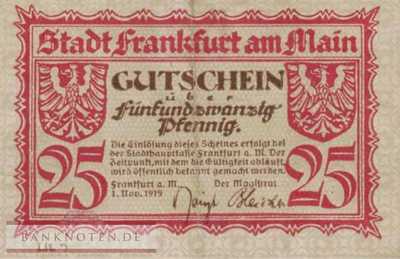 Stadt Frankfurt am Main
GUTSCHEIN
über
Fünfundzwanzig
Pfennig.
Die Einlösung dieses Scheines erfolgt bei
der Stadthauptkasse Frankfurt a. M. Der
Zeitpunkt, mit dem die Gültigkeit abläuft,
wird öffentlich bekannt gemacht werden.
Frankfurt a. M., Der Magistrat
1. Nov. 1919
25 25
BANKNOTEN.DE